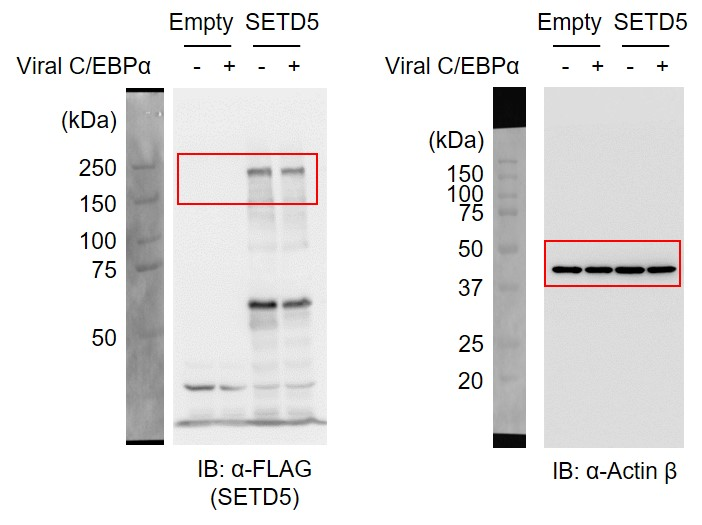 Empty SETD5
Viral C/EBPα - + - +
(kDa)
250
150
100
75
50
IB: α-FLAG
(SETD5)
Empty SETD5
Viral C/EBPα - + - +
(kDa)
150
100
75
50
37
25
20
IB: α-Actin β